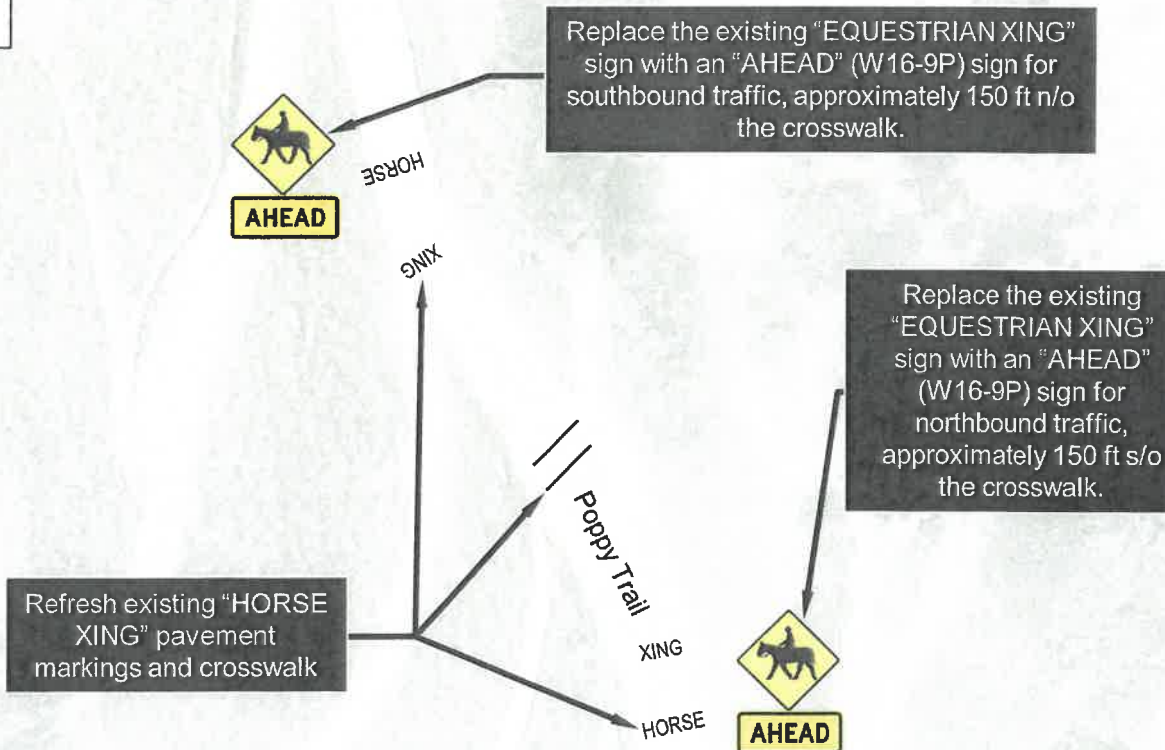 Replace the existing “EQUESTRIAN XING”
sign with an “AHEAD” (W16-9P) sign for
southbound traffic, approximately 150 ft n/o
the crosswalk.
HORSE
AHEAD
XING
Replace the existing
“EQUESTRIAN XING”
sign with an “AHEAD”
(W16-9P) sign for
northbound traffic,
approximately 150 ft s/o
the crosswalk.
Poppy Trail
Refresh existing “HORSE
XING” pavement
markings and crosswalk
XING
HORSE
AHEAD